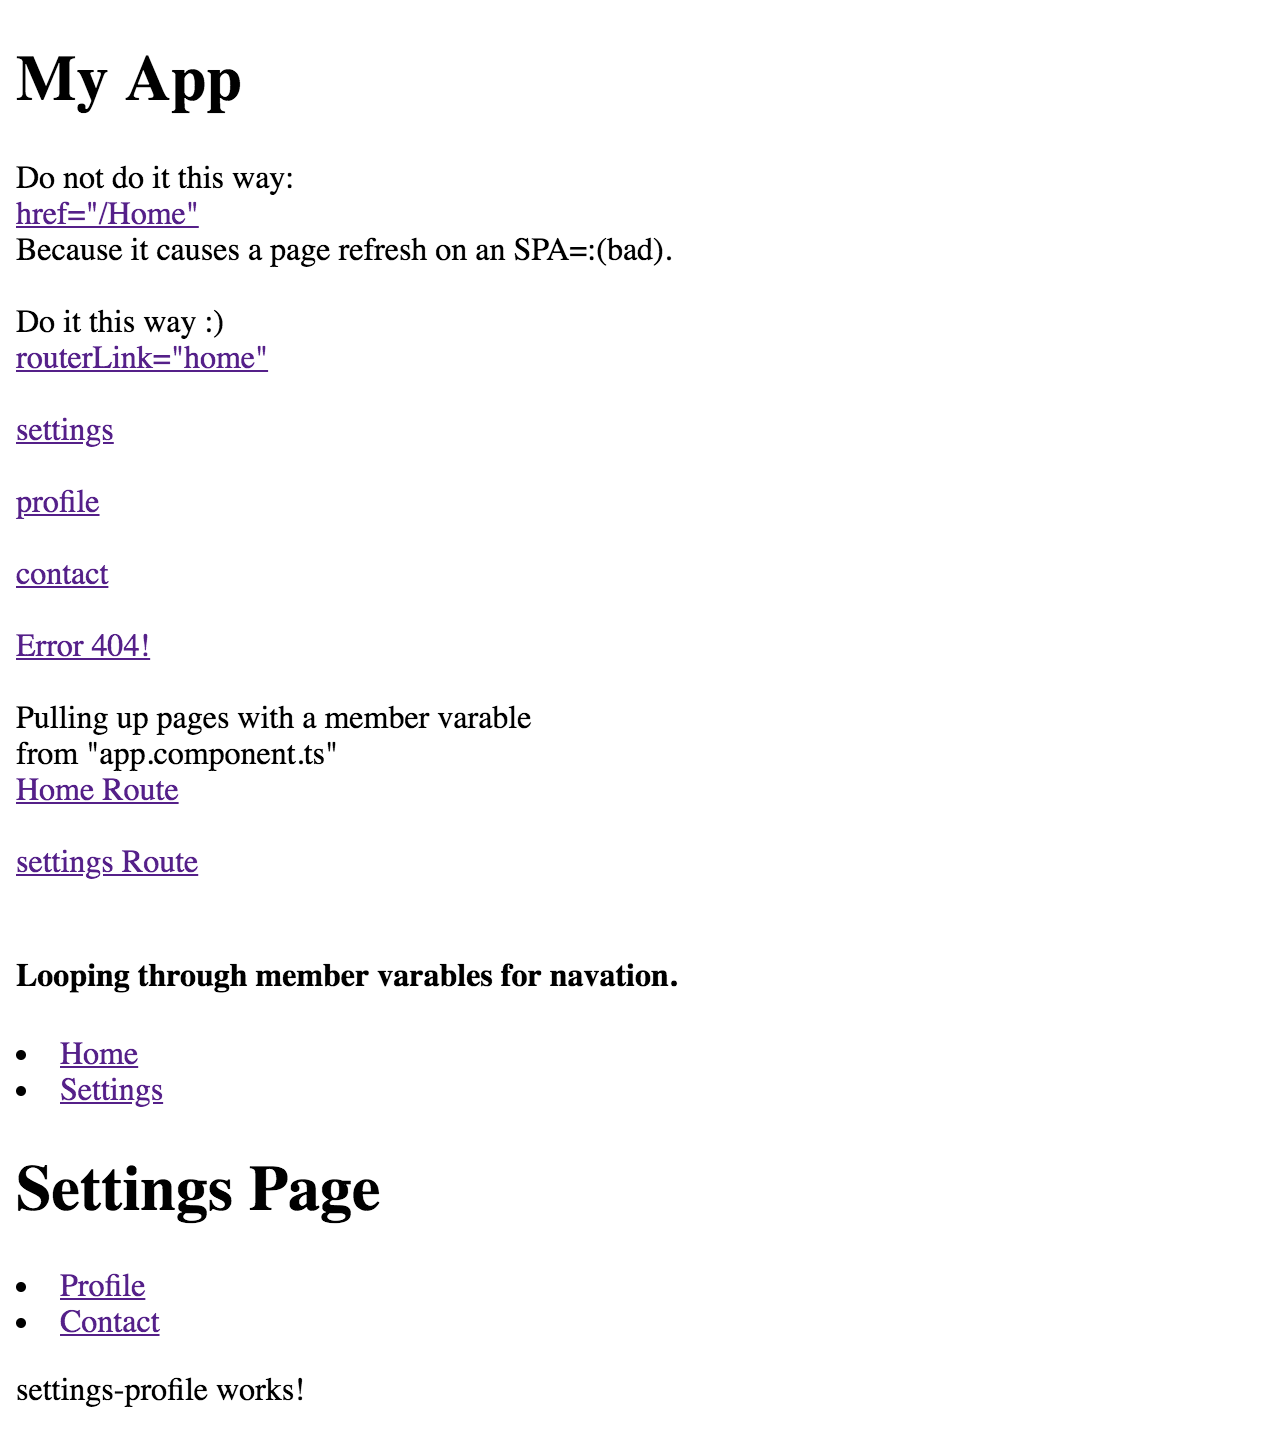 My App
Do not do it this way:
href="/Home"
Because it causes a page refresh on an SPA=:(bad).
Do it this way :)
routerLink="home"
settings
profile
contact
Error 404!
Pulling up pages with a member varable
from "app.component.ts"
Home Route
settings Route
Looping through member varables for navation.
• Home
• Settings
Settings Page
• Profile
• Contact
settings-profile works!